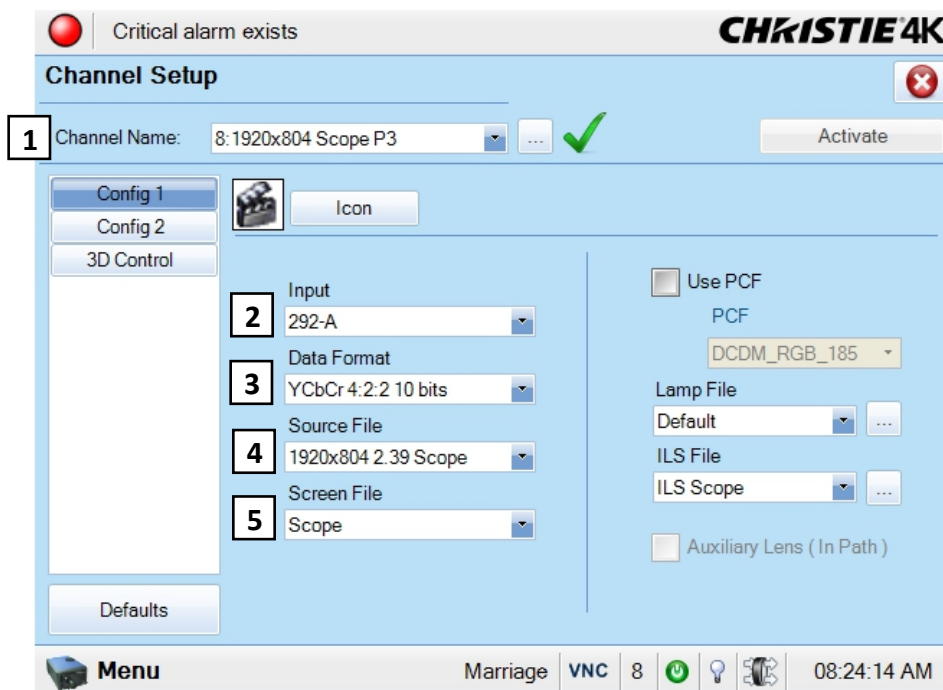 Critical alarm exists
CHRISTIE 4K
Channel Setup
1
Channel Name:
8:1920x804 Scope P3
...
Activate
Config 1
Config 2
3D Control
Defaults
Icon
Input
2
292-A
Data Format
3
YCbCr 4:2:2 10 bits
Source File
4
1920x804 2.39 Scope
Screen File
5
Scope
Use PCF
PCF
DCDM_RGB_185
Lamp File
Default
...
ILS File
ILS Scope
...
Auxiliary Lens ( In Path )
Menu
Marriage
VNC
8
08:24:14 AM